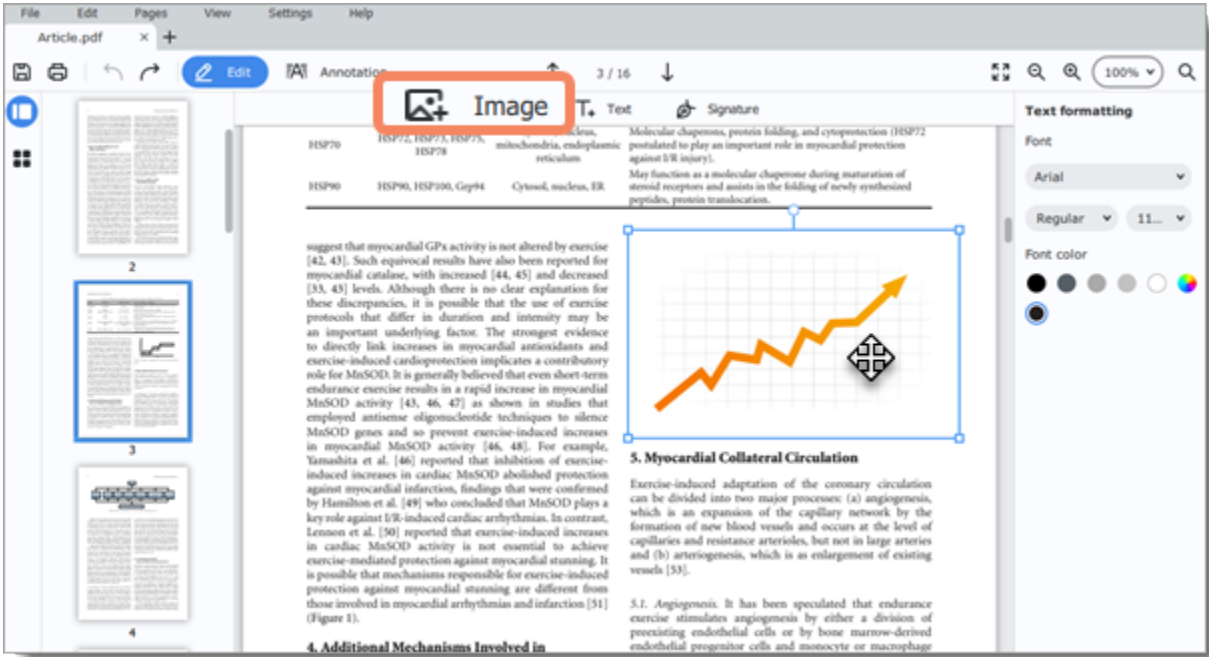 File Edit Pages View Settings Help
Article.pdf × +
Edit Annotation 3 / 16 100%
Image Text Signature
2
3
4
HSP70 HSP72, HSP73, HSP75, mitochondria, endoplasmic Molecular chaperons, protein folding, and cytoprotection (HSP72
HSP78 reticulum postulated to play an important role in myocardial protection
against I/R injury).
HSP90 HSP90, HSP100, Grp94 Cytosol, nucleus, ER May function as a molecular chaperone during maturation of
steroid receptors and assists in the folding of newly synthesized
peptides, protein translocation.
suggest that myocardial GPx activity is not altered by exercise
[42, 43]. Such equivocal results have also been reported for
myocardial catalase, with increased [44, 45] and decreased
[33, 43] levels. Although there is no clear explanation for
these discrepancies, it is possible that the use of exercise
protocols that differ in duration and intensity may be
an important underlying factor. The strongest evidence
to directly link increases in myocardial antioxidants and
exercise-induced cardioprotection implicates a contributory
role for MnSOD. It is generally believed that even short-term
endurance exercise results in a rapid increase in myocardial
MnSOD activity [43, 46, 47] as shown in studies that
employed antisense oligonucleotide techniques to silence
MnSOD genes and so prevent exercise-induced increases
in myocardial MnSOD activity [46, 48]. For example,
Yamashita et al. [46] reported that inhibition of exercise-
induced increases in cardiac MnSOD abolished protection
against myocardial infarction, findings that were confirmed
by Hamilton et al. [49] who concluded that MnSOD plays a
key role against I/R-induced cardiac arrhythmias. In contrast,
Lennon et al. [50] reported that exercise-induced increases
in cardiac MnSOD activity is not essential to achieve
exercise-mediated protection against myocardial stunning. It
is possible that mechanisms responsible for exercise-induced
protection against myocardial stunning are different from
those involved in myocardial arrhythmias and infarction [51]
(Figure 1).
4. Additional Mechanisms Involved in
5. Myocardial Collateral Circulation
Exercise-induced adaptation of the coronary circulation
can be divided into two major processes: (a) angiogenesis,
which is an expansion of the capillary network by the
formation of new blood vessels and occurs at the level of
capillaries and resistance arterioles, but not in large arteries
and (b) arteriogenesis, which is as enlargement of existing
vessels [53].
5.1. Angiogenesis. It has been speculated that endurance
exercise stimulates angiogenesis by either a division of
preexisting endothelial cells or by bone marrow-derived
endothelial progenitor cells and monocyte or macrophage
Text formatting
Font
Arial
Regular 11...
Font color